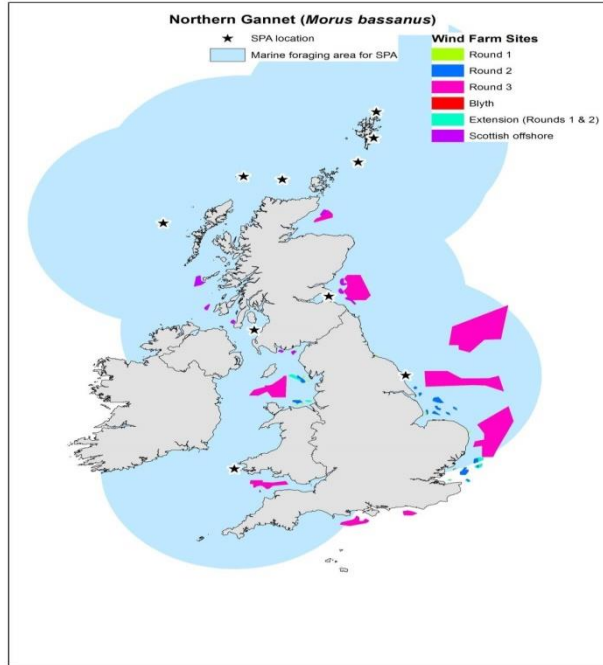 Northern Gannet (Morus bassanus)
SPA location
Marine foraging area for SPA
Wind Farm Sites
Round 1
Round 2
Round 3
Blyth
Extension (Rounds 1 & 2)
Scottish offshore